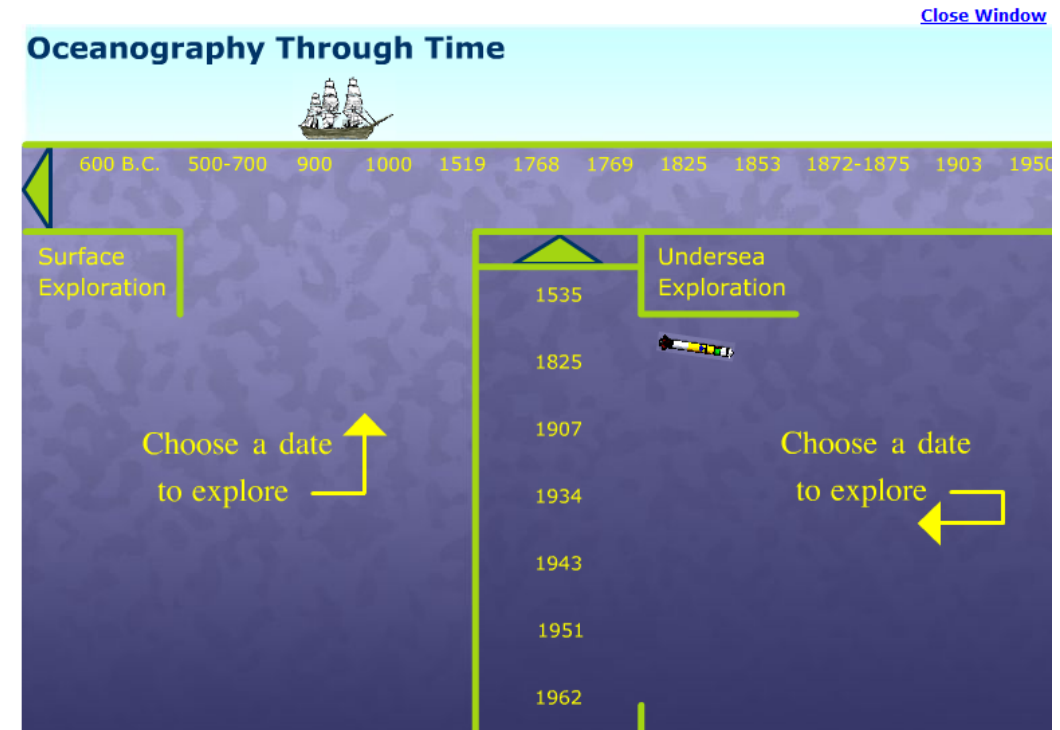 Close Window
Oceanography Through Time
600 B.C. 500-700 900 1000 1519 1768 1769 1825 1853 1872-1875 1903 1950
Surface
Exploration
Undersea
Exploration
1535
1825
1907
1934
1943
1951
1962
Choose a date
to explore
Choose a date
to explore